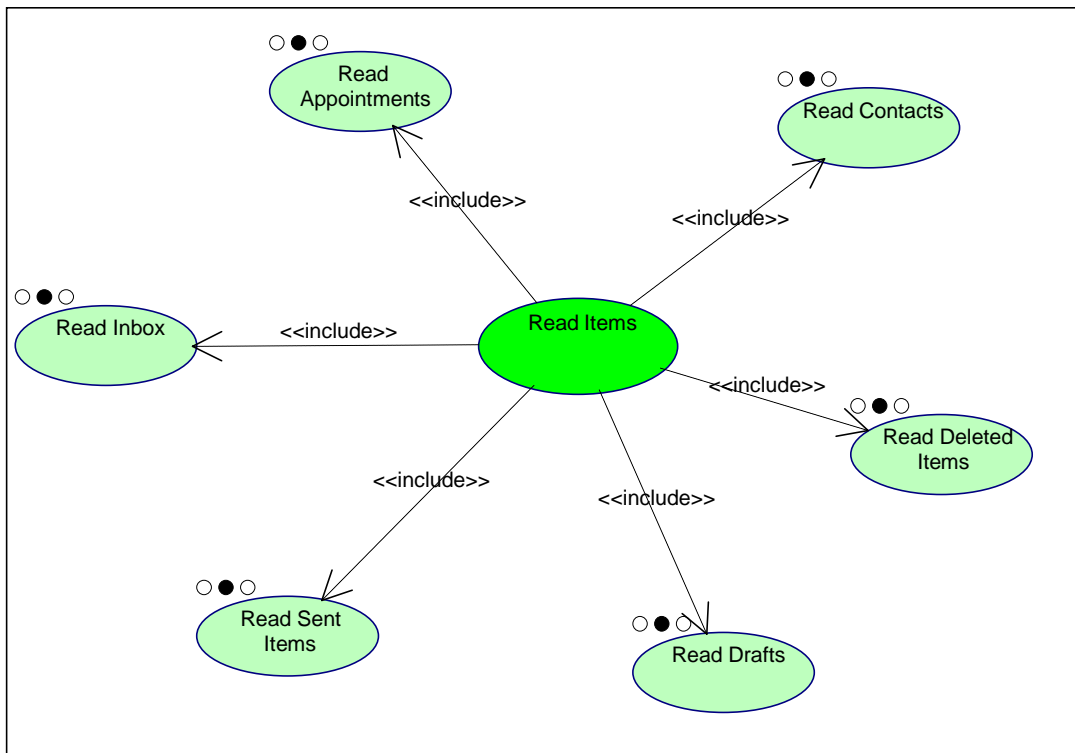 Read
Appointments
Read Contacts
<<include>>
<<include>>
Read Inbox
<<include>>
Read Items
<<include>>
Read Deleted
Items
<<include>>
<<include>>
Read Sent
Items
Read Drafts